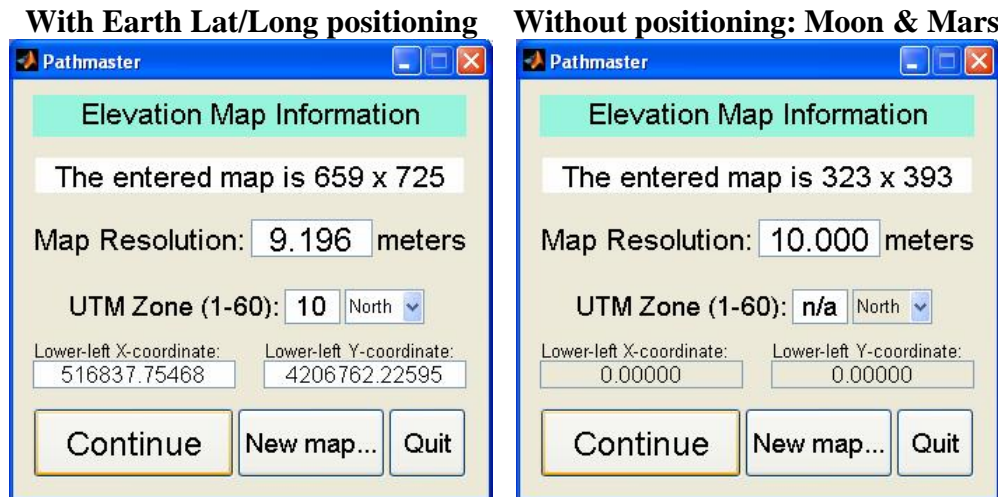 With Earth Lat/Long positioning
Pathmaster
Elevation Map Information
The entered map is 659 x 725
Map Resolution: 9.196 meters
UTM Zone (1-60): 10 North
Lower-left X-coordinate: Lower-left Y-coordinate:
516837.75468 4206762.22595
Continue New map... Quit
Without positioning: Moon & Mars
Pathmaster
Elevation Map Information
The entered map is 323 x 393
Map Resolution: 10.000 meters
UTM Zone (1-60): n/a North
Lower-left X-coordinate: Lower-left Y-coordinate:
0.00000 0.00000
Continue New map... Quit